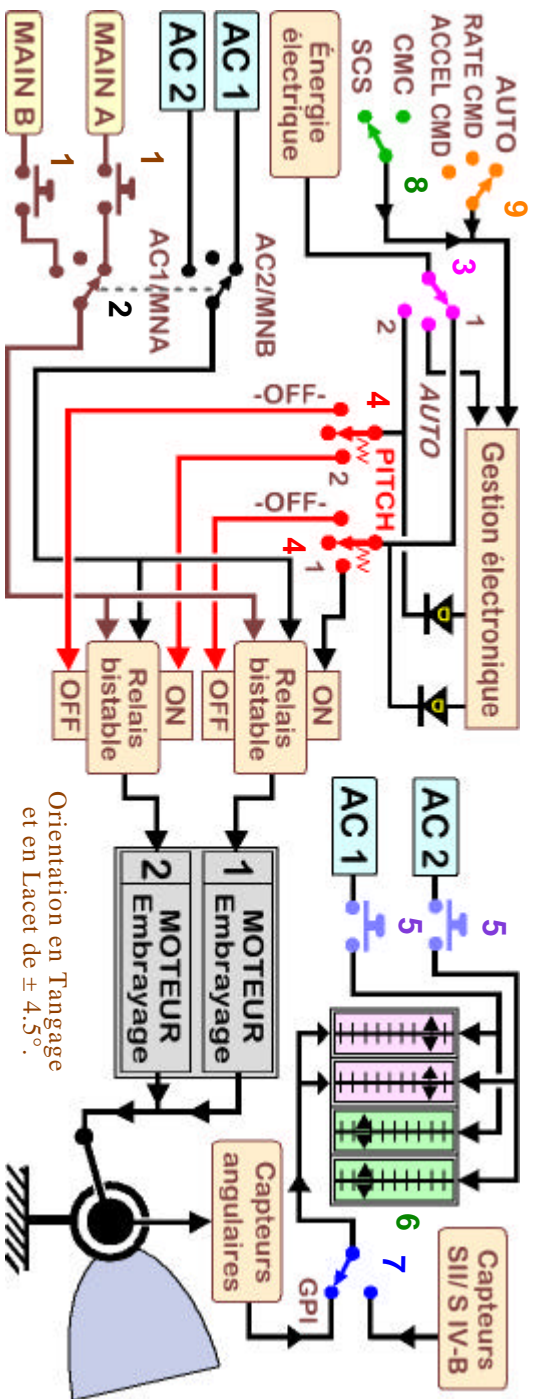 AUTO
RATE CMD
ACCEL CMD
9
CMC
SCS
8
3
1
2
AUTO
Énergie
électrique
Gestion électronique
AC 1
AC 2
AC2/MNB
AC1/MNA
2
MAIN A
1
MAIN B
1
-OFF-
4
PITCH
2
-OFF-
4
1
ON
Relais
bistable
OFF
ON
Relais
bistable
OFF
1 MOTEUR
Embrayage
2 MOTEUR
Embrayage
Orientation en Tangage
et en Lacet de ± 4.5°.
AC 2
5
AC 1
5
6
7
GPI
Capteurs
SII/ S IV-B
Capteurs
angulaires